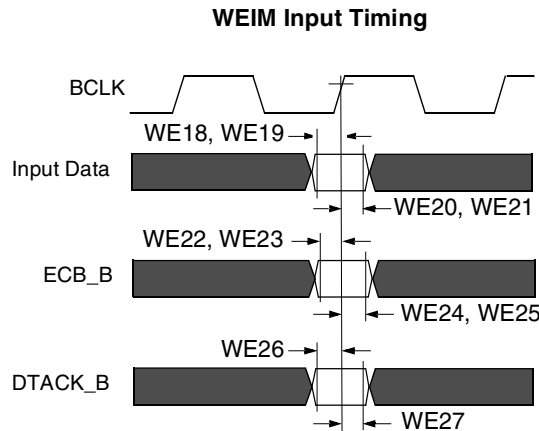 WEIM Input Timing
BCLK
WE18, WE19
Input Data
WE20, WE21
WE22, WE23
ECB_B
WE24, WE25
WE26
DTACK_B
WE27